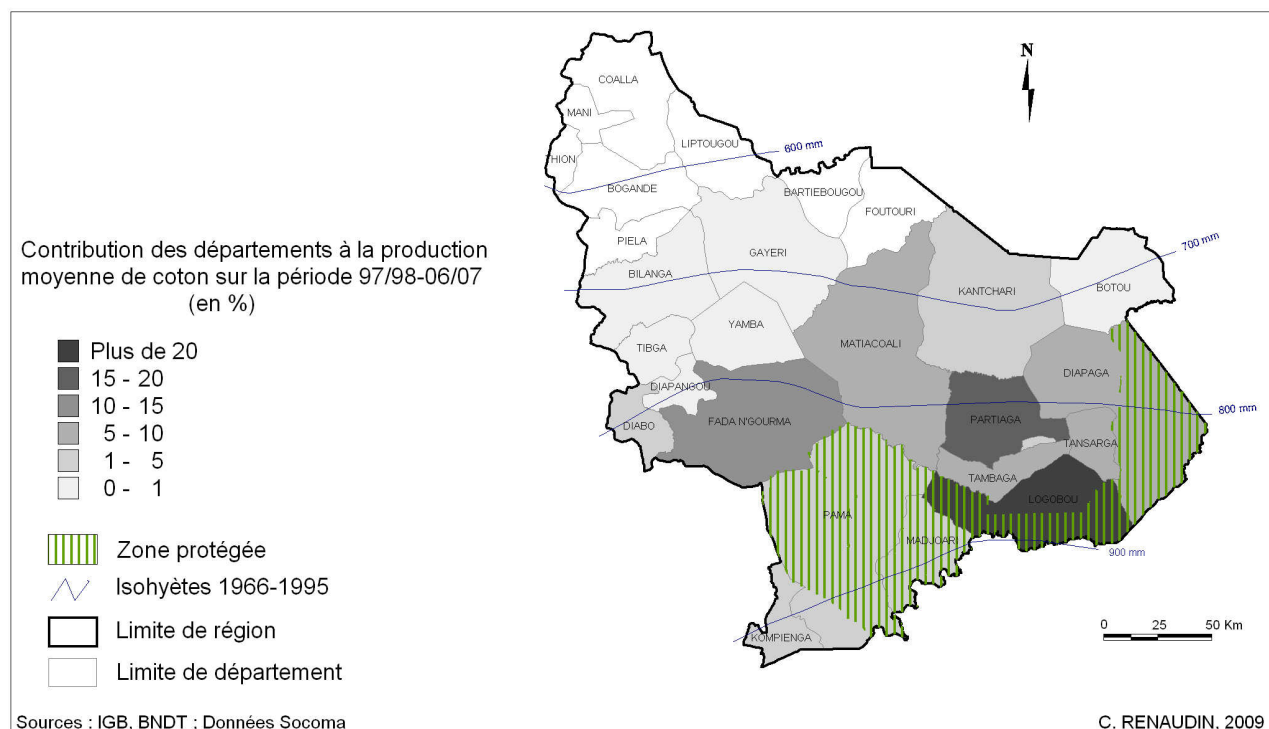 N
COALLA
MANI
LIPTOUGOU
600 mm
THION
BOGANDE
BARTIEBOUGOU
FOUTOURI
PIELA
GAYERI
700 mm
BILANGA
KANTCHARI
BOTOU
YAMBA
MATIACOALI
TIBGA
DIAPAGA
DIAPANGOU
800 mm
DIABO
FADA N'GOURMA
PARTIAGA
TANSARGA
TAMBAGA
LOGOBOU
PAMA
MADJOARI
900 mm
KOMPIENGA
Contribution des départements à la production
moyenne de coton sur la période 97/98-06/07
(en %)
Plus de 20
15 - 20
10 - 15
5 - 10
1 - 5
0 - 1
Zone protégée
Isohyètes 1966-1995
Limite de région
Limite de département
0 25 50 Km
Sources : IGB, BNDT ; Données Socoma
C. RENAUDIN, 2009